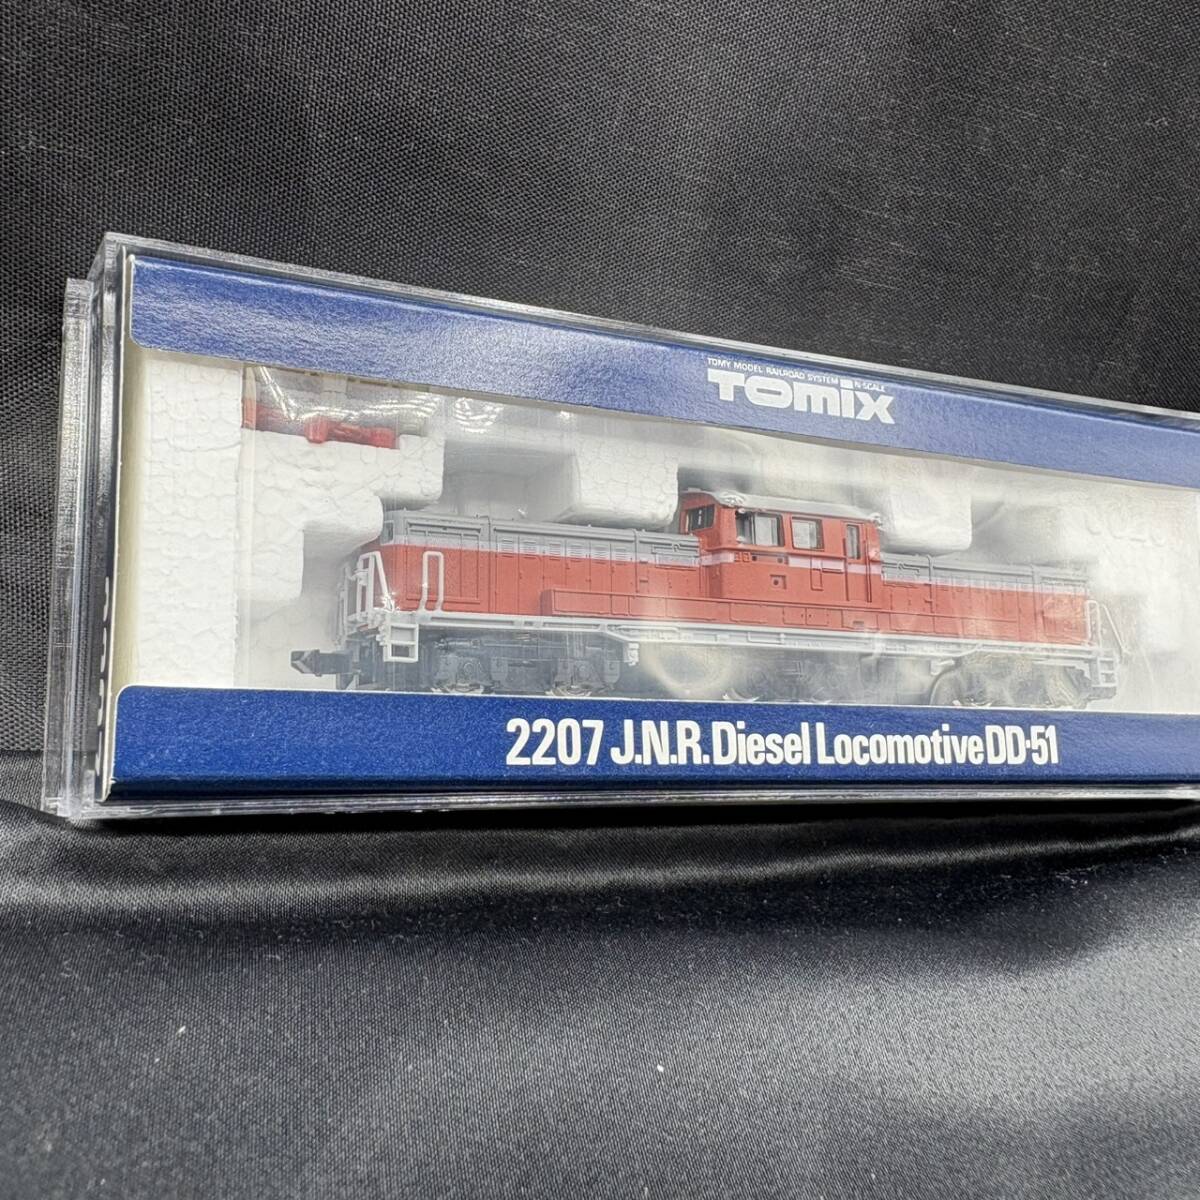 TOMY MODEL RAILROAD SYSTEM N-SCALE
TOMIX
2207 J.N.R. Diesel Locomotive DD-51